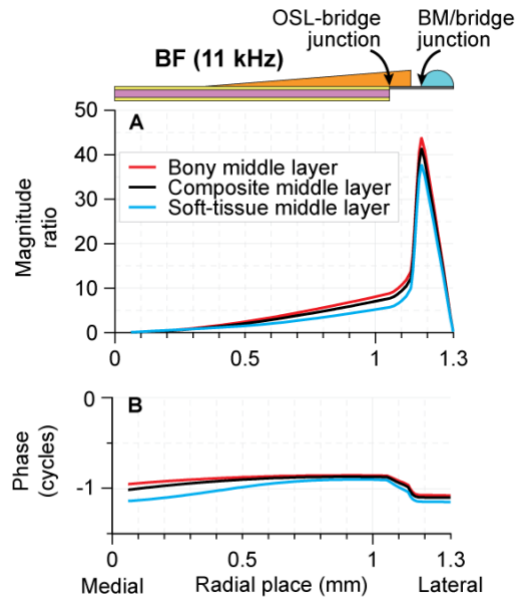 OSL-bridge
junction
BM/bridge
junction
BF (11 kHz)
A
50
40
30
20
10
0
Magnitude
ratio
Bony middle layer
Composite middle layer
Soft-tissue middle layer
0
0.5
1
1.3
B
0
-1
Phase
(cycles)
0
0.5
1
1.3
Medial
Radial place (mm)
Lateral